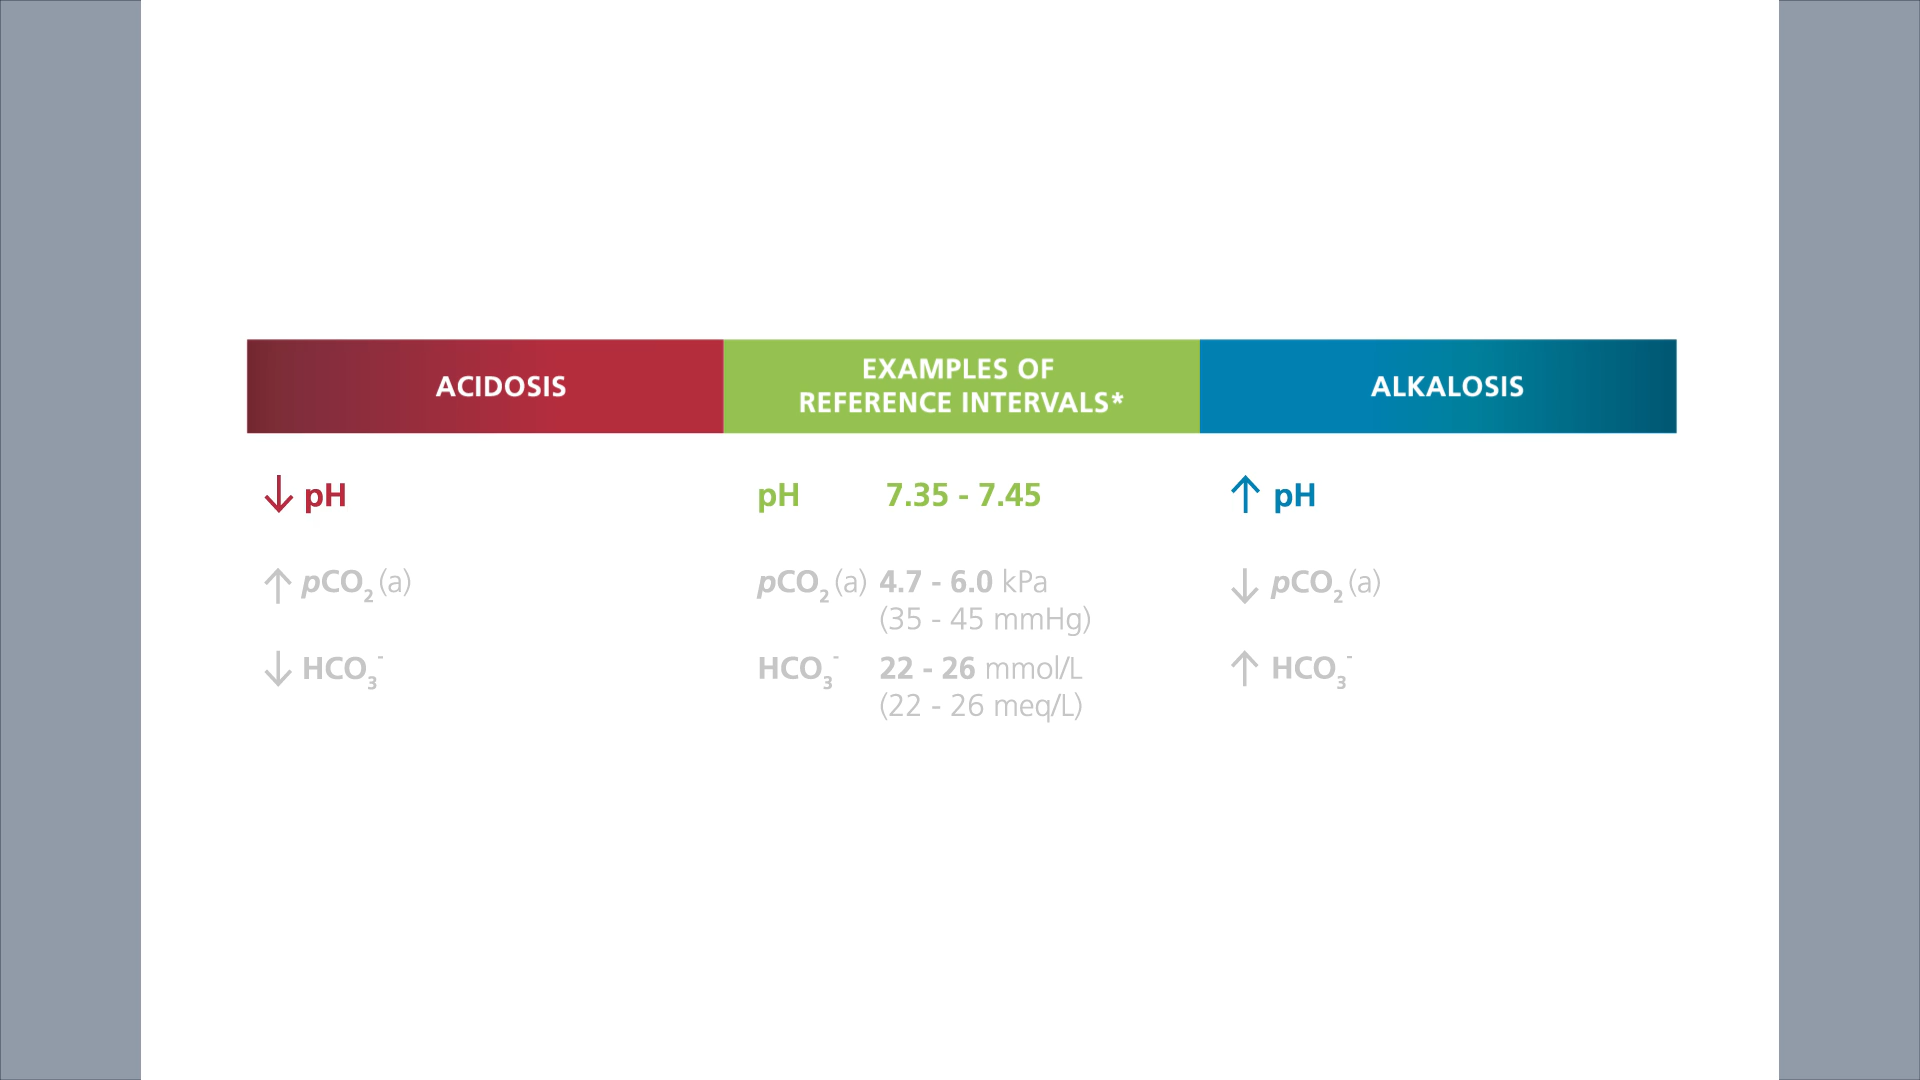 ACIDOSIS
EXAMPLES OF
REFERENCE INTERVALS*
ALKALOSIS
↓ pH
pH 7.35 - 7.45
↑ pH
↑ pCO₂ (a)
pCO₂ (a) 4.7 - 6.0 kPa
(35 - 45 mmHg)
↓ pCO₂ (a)
↓ HCO₃⁻
HCO₃⁻ 22 - 26 mmol/L
(22 - 26 meq/L)
↑ HCO₃⁻